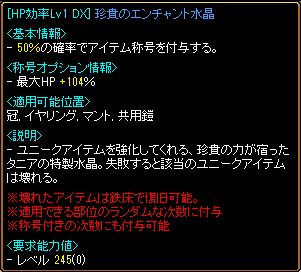 [HP効率Lv1 DX] 珍貴のエンチャント水晶
<基本情報>
- 50%の確率でアイテム称号を付与する。
<称号オプション情報>
- 最大HP +104%
<適用可能位置>
冠, イヤリング, マント, 共用鎧
<説明>
- ユニークアイテムを強化してくれる、珍貴の力が宿った
タニアの特製水晶。失敗すると該当のユニークアイテム
は壊れる。
※壊れたアイテムは鉄床で復旧可能。
※適用できる部位のランダムな次数に付与
※称号付きの次数にも付与可能
<要求能力値>
- レベル 245(0)